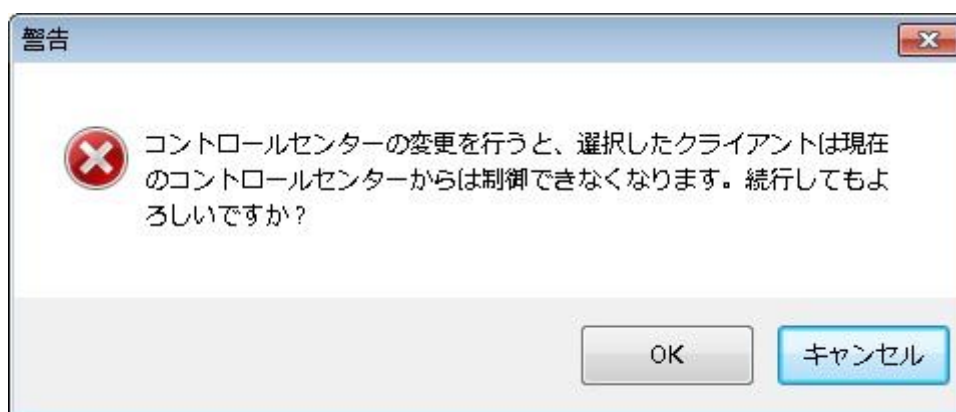 警告
コントロールセンターの変更を行うと、選択したクライアントは現在
のコントロールセンターからは制御できなくなります。続行してもよ
ろしいですか？
OK
キャンセル